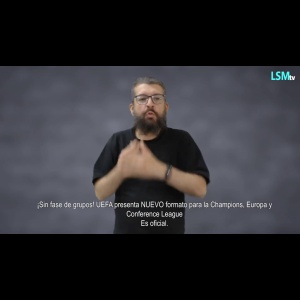 LSMtv
¡Sin fase de grupos! UEFA presenta NUEVO formato para la Champions, Europa y
Conference League
Es oficial.